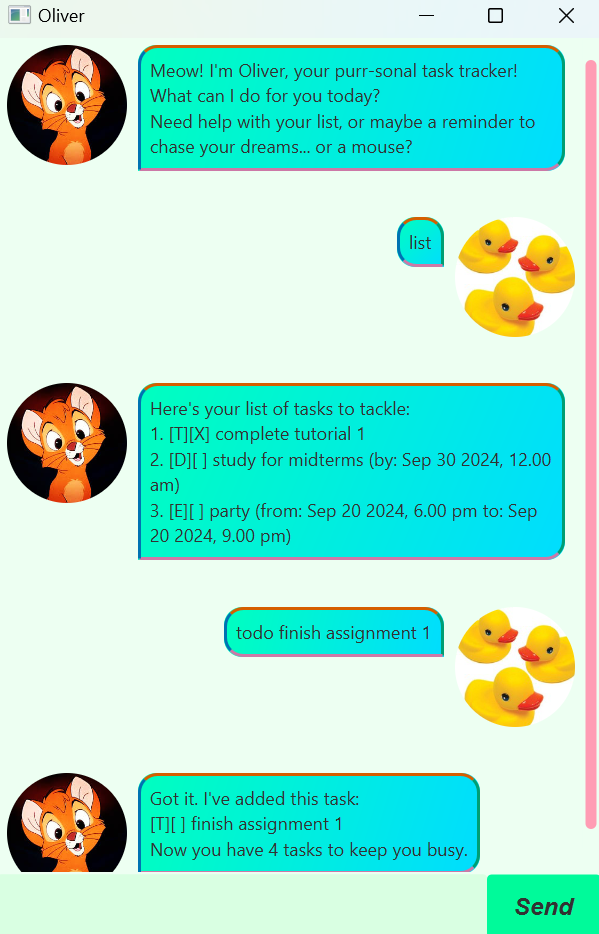 Oliver
Meow! I'm Oliver, your purr-sonal task tracker!
What can I do for you today?
Need help with your list, or maybe a reminder to
chase your dreams... or a mouse?
list
Here's your list of tasks to tackle:
1. [T][X] complete tutorial 1
2. [D][ ] study for midterms (by: Sep 30 2024, 12.00
am)
3. [E][ ] party (from: Sep 20 2024, 6.00 pm to: Sep
20 2024, 9.00 pm)
todo finish assignment 1
Got it. I've added this task:
[T][ ] finish assignment 1
Now you have 4 tasks to keep you busy.
Send